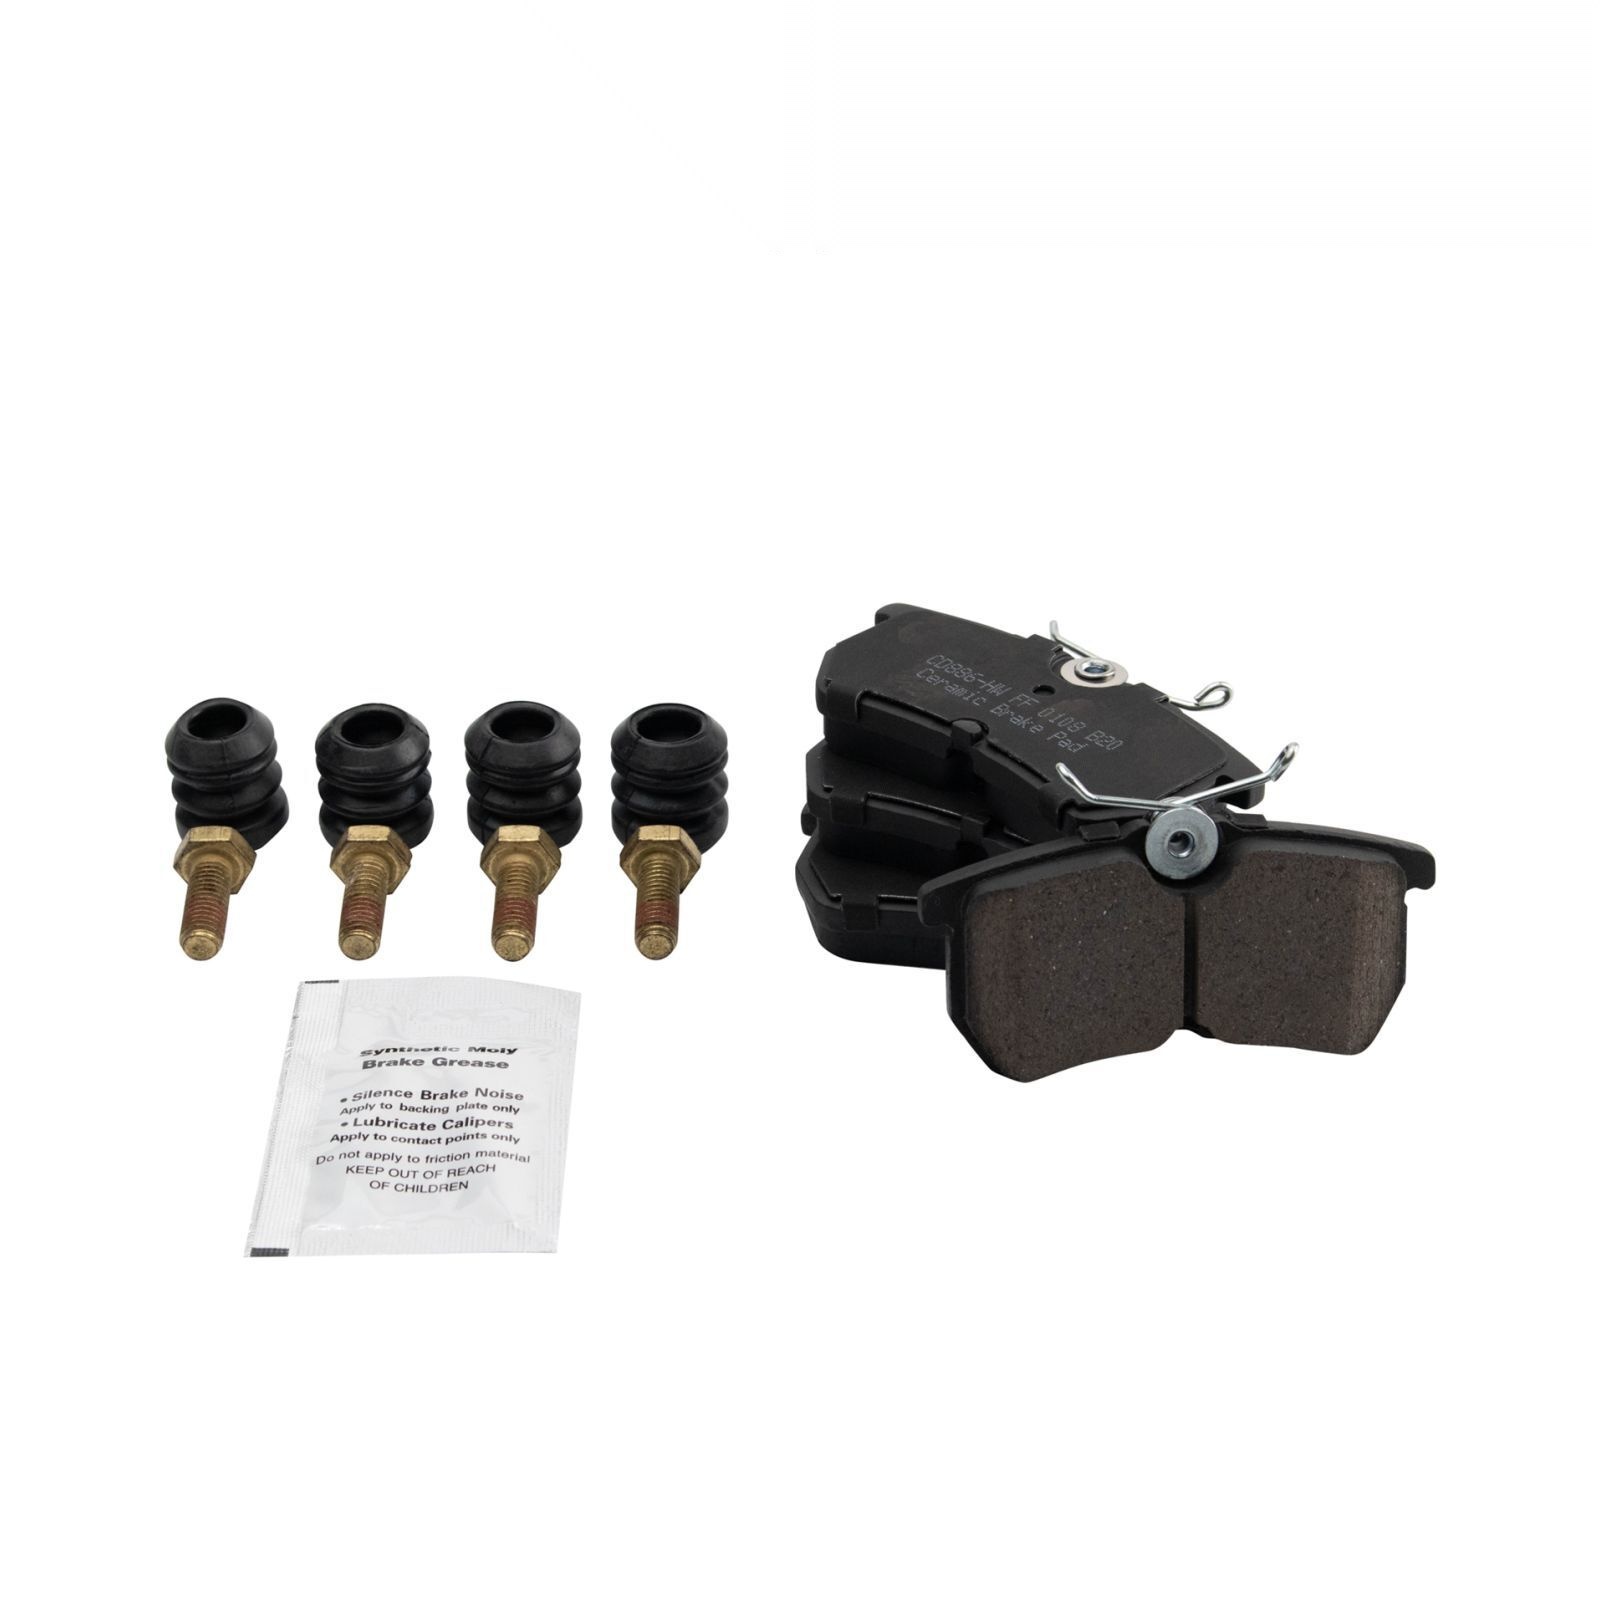 CD886-HW FF 0108 B20
Ceramic Brake Pad
Synthetic Moly
Brake Grease
• Silence Brake Noise
Apply to backing plate only
• Lubricate Calipers
Apply to contact points only
Do not apply to friction material
KEEP OUT OF REACH
OF CHILDREN